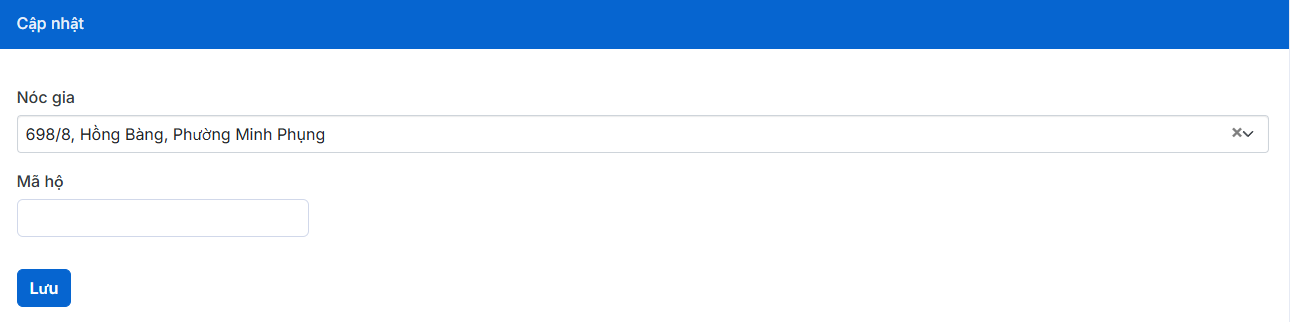 Cập nhật
Nóc gia
698/8, Hồng Bàng, Phường Minh Phụng
Mã hộ
Lưu